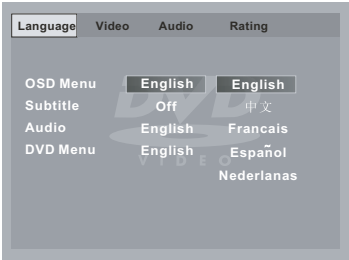 Language Video Audio Rating
OSD Menu English English
Subtitle Off 中文
Audio English Francais
DVD Menu English Español
Nederlanas
DVD
VIDEO